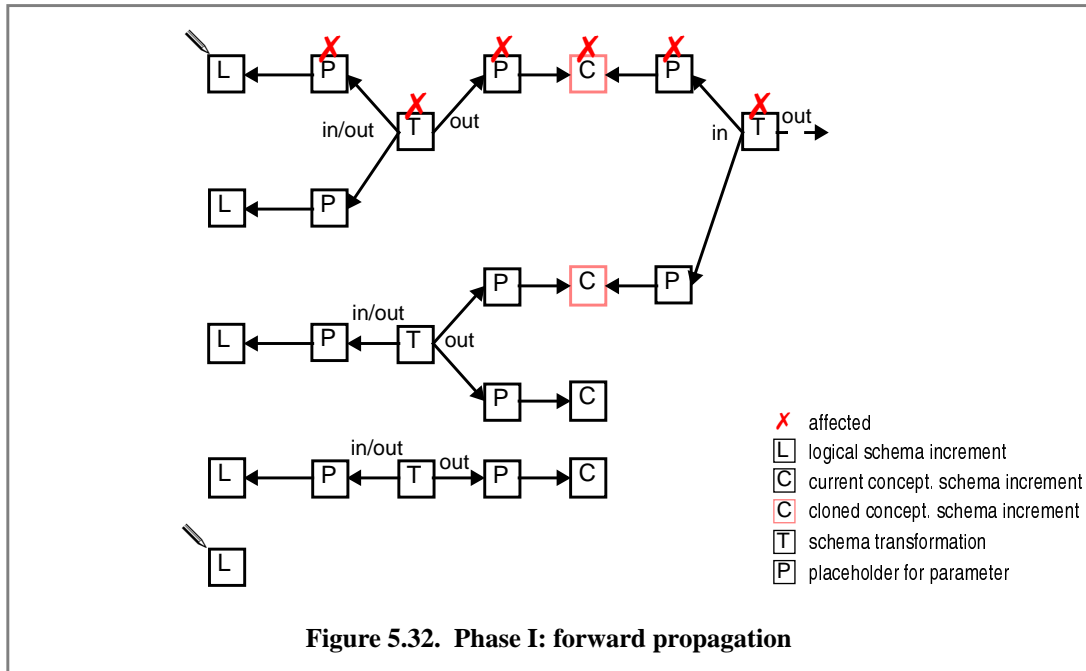 L P P C P
in/out T out in T out
L P
P C P
in/out
L P T out
P C
in/out out
L P T P C
L
✗ affected
L logical schema increment
C current concept. schema increment
C cloned concept. schema increment
T schema transformation
P placeholder for parameter
Figure 5.32. Phase I: forward propagation